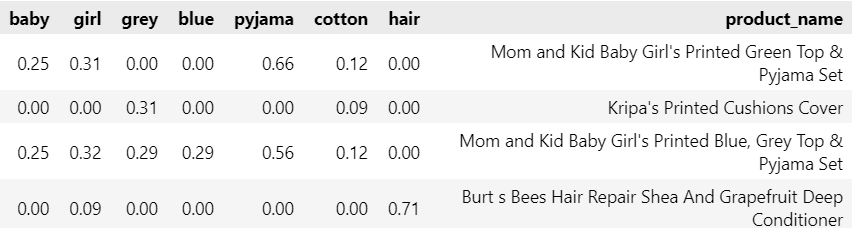 baby girl grey blue pyjama cotton hair product_name
0.25 0.31 0.00 0.00 0.66 0.12 0.00 Mom and Kid Baby Girl's Printed Green Top &
Pyjama Set
0.00 0.00 0.31 0.00 0.00 0.09 0.00 Kripa's Printed Cushions Cover
0.25 0.32 0.29 0.29 0.56 0.12 0.00 Mom and Kid Baby Girl's Printed Blue, Grey Top &
Pyjama Set
0.00 0.09 0.00 0.00 0.00 0.00 0.71 Burt s Bees Hair Repair Shea And Grapefruit Deep
Conditioner